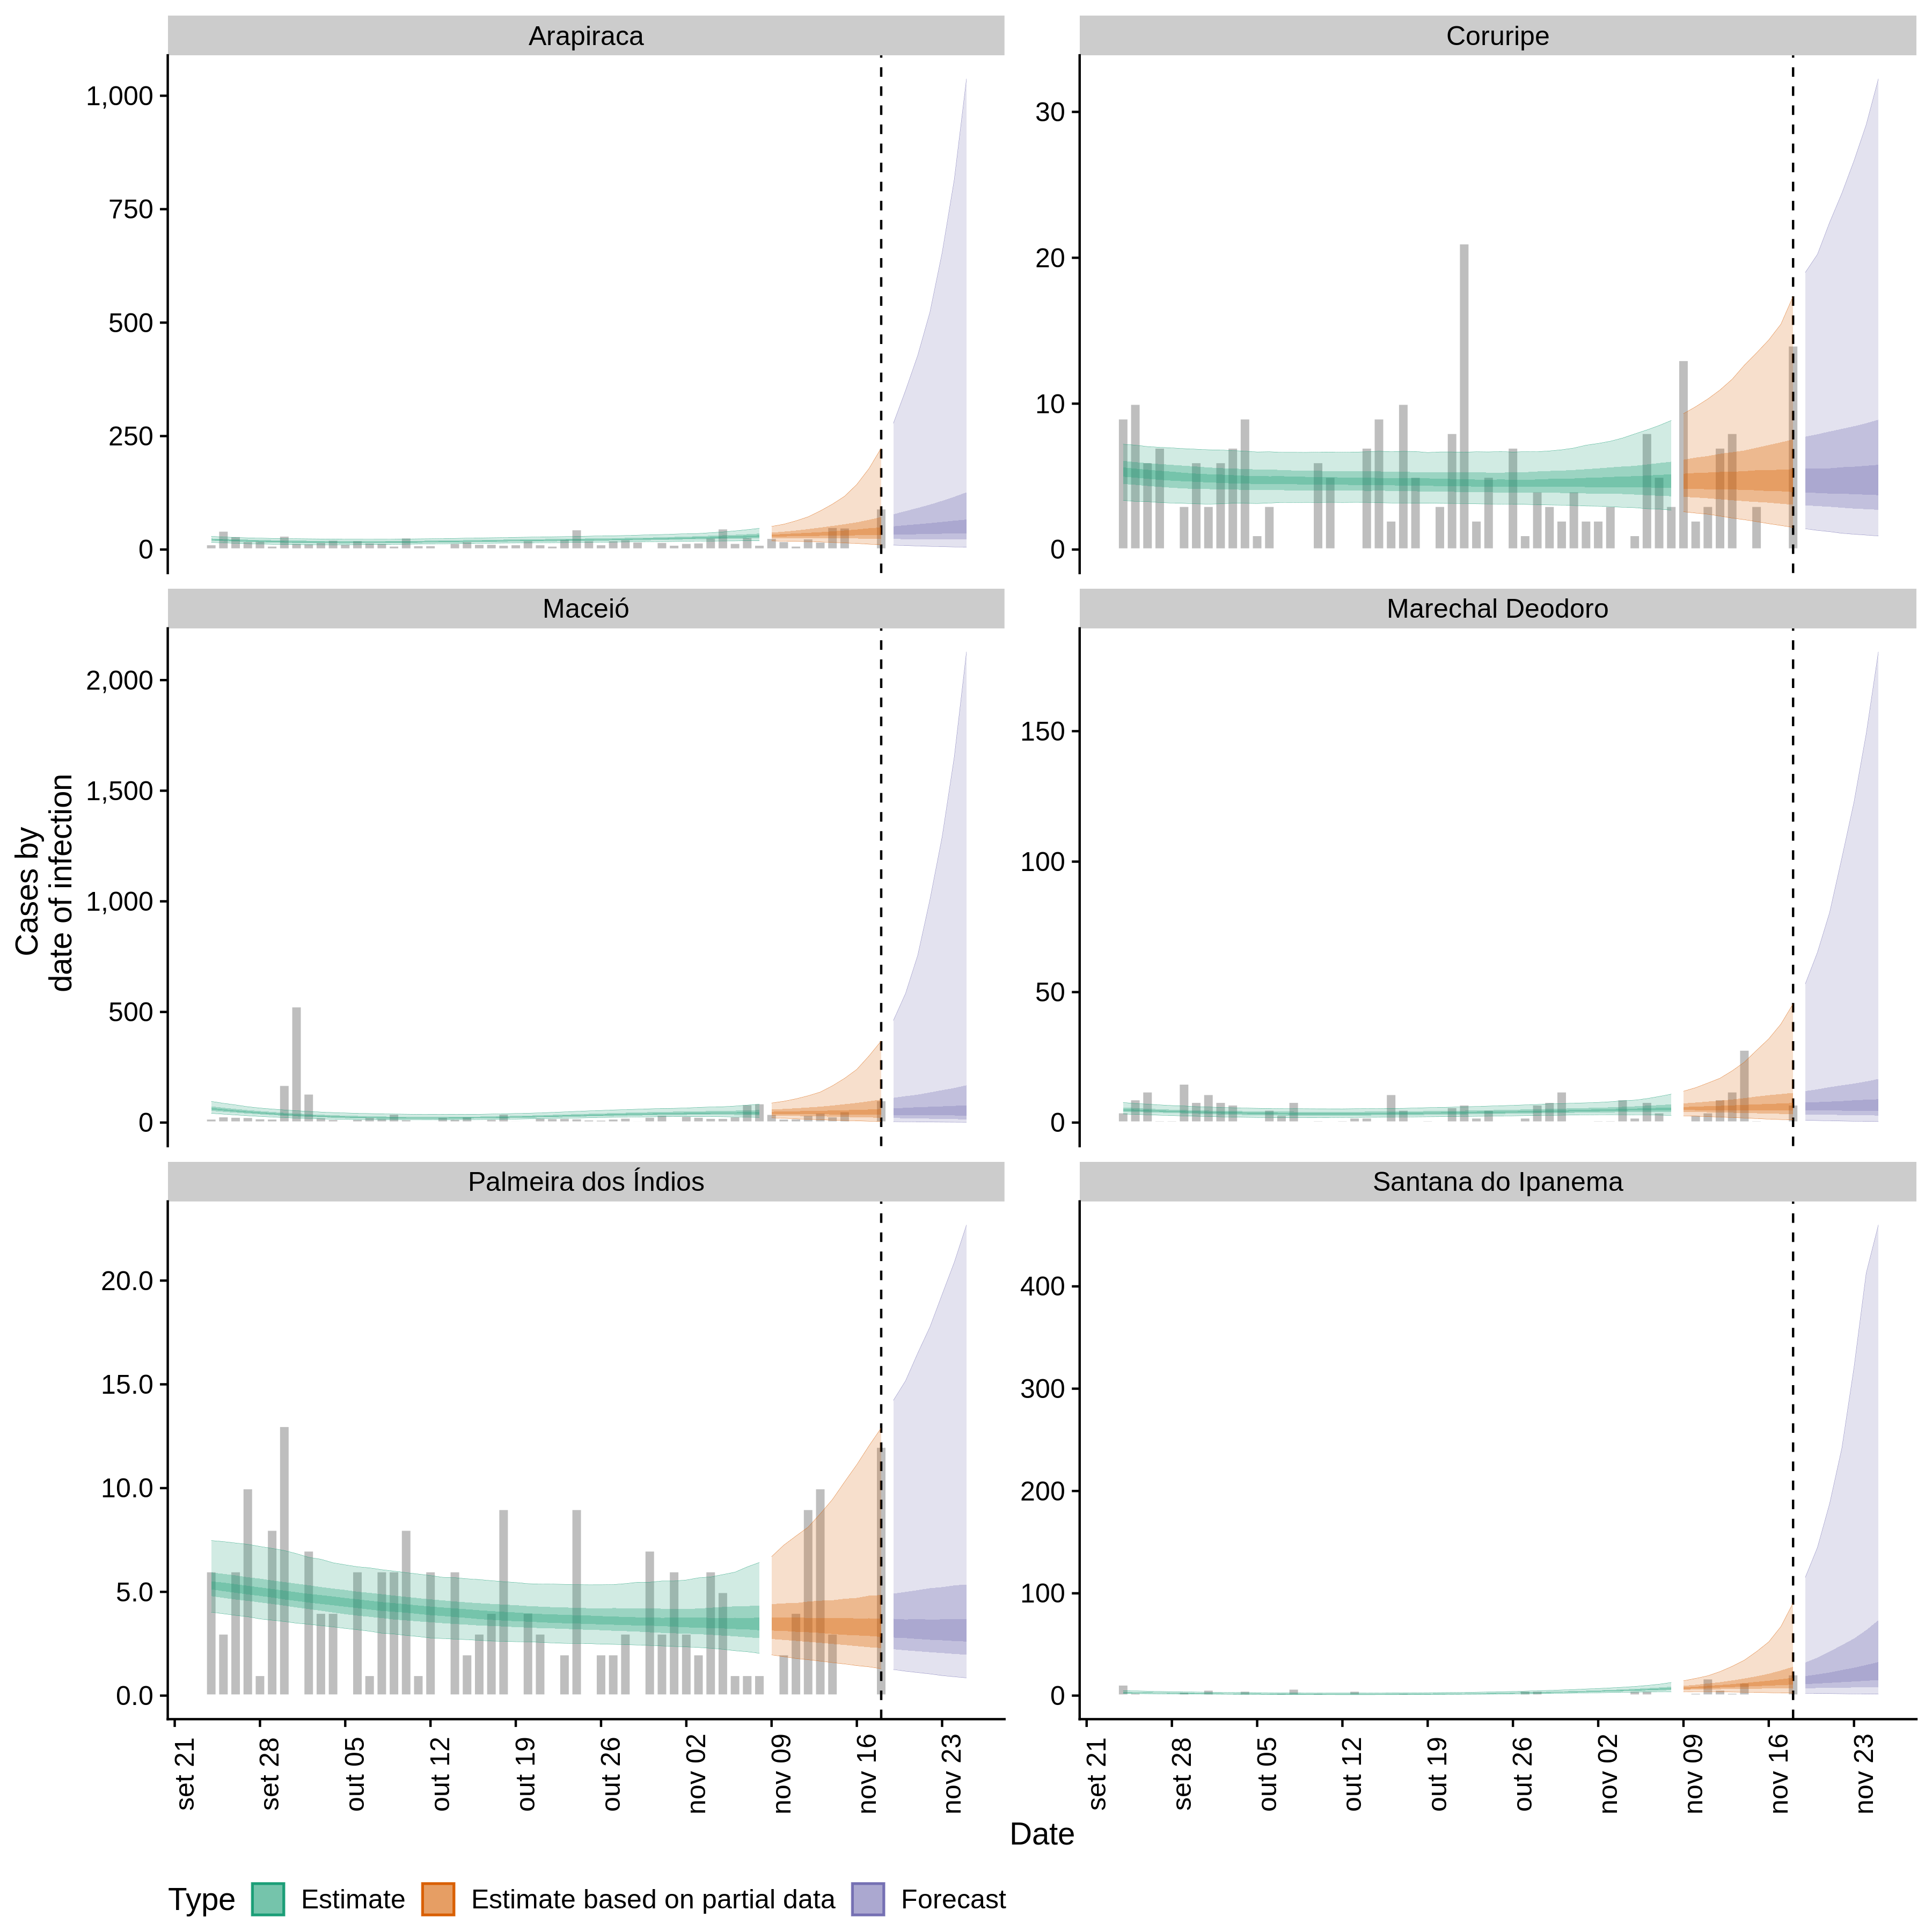 Arapiraca
Coruripe
1,000
750
500
250
0
30
20
10
0
Maceió
Marechal Deodoro
2,000
1,500
1,000
500
0
150
100
50
0
Cases by
date of infection
Palmeira dos Índios
Santana do Ipanema
20.0
15.0
10.0
5.0
0.0
400
300
200
100
0
set 21
set 28
out 05
out 12
out 19
out 26
nov 02
nov 09
nov 16
nov 23
set 21
set 28
out 05
out 12
out 19
out 26
nov 02
nov 09
nov 16
nov 23
Date
Type Estimate Estimate based on partial data Forecast